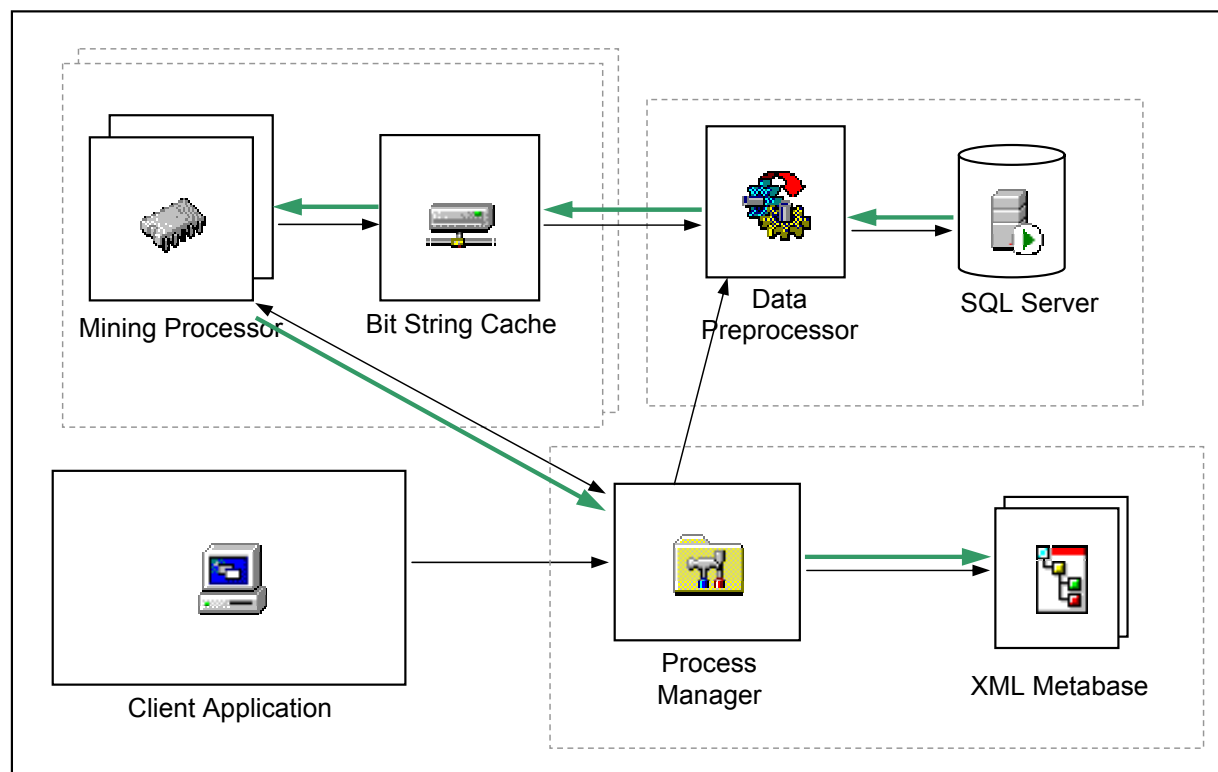 Mining Processor
Bit String Cache
Data
Preprocessor
SQL Server
Client Application
Process
Manager
XML Metabase